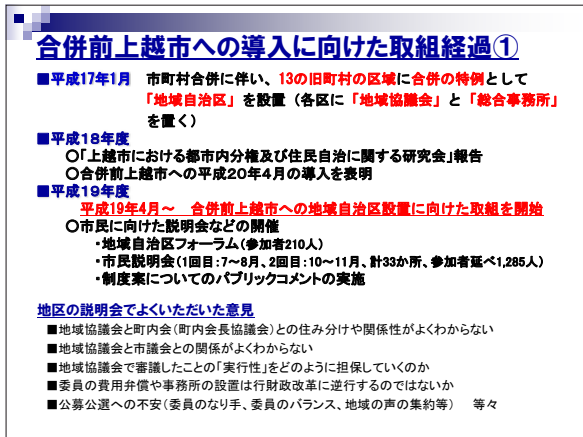 合併前上越市への導入に向けた取組経過①
■平成17年1月　市町村合併に伴い、13の旧町村の区域に合併の特例として
「地域自治区」を設置（各区に「地域協議会」と「総合事務所」
を置く）
■平成18年度
○「上越市における都市内分権及び住民自治に関する研究会」報告
○合併前上越市への平成20年4月の導入を表明
■平成19年度
平成19年4月～　合併前上越市への地域自治区設置に向けた取組を開始
○市民に向けた説明会などの開催
・地域自治区フォーラム（参加者210人）
・市民説明会（1回目：7～8月、2回目：10～11月、計33か所、参加者延べ1,285人）
・制度案についてのパブリックコメントの実施
地区の説明会でよくいただいた意見
■地域協議会と町内会（町内会長協議会）との住み分けや関係性がよくわからない
■地域協議会と市議会との関係がよくわからない
■地域協議会で審議したことの「実行性」をどのように担保していくのか
■委員の費用弁償や事務所の設置は行財政改革に逆行するのではないか
■公募公選への不安（委員のなり手、委員のバランス、地域の声の集約等）　等々